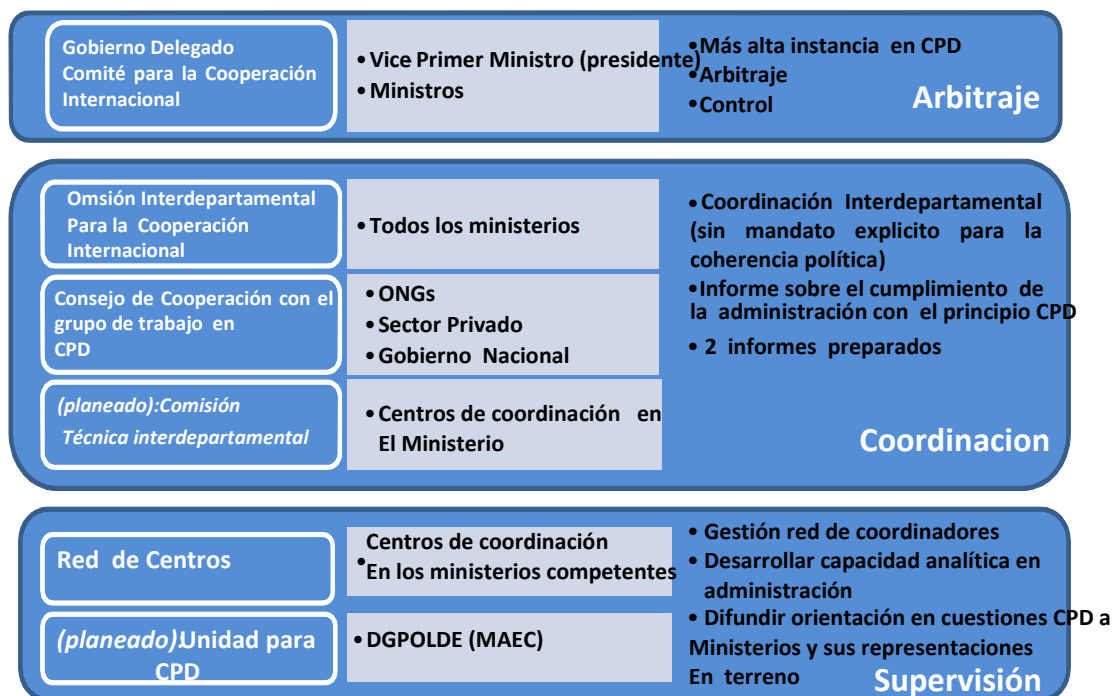 Gobierno Delegado
Comité para la Cooperación
Internacional
•Vice Primer Ministro (presidente)
•Ministros
•Más alta instancia en CPD
•Arbitraje
•Control
Arbitraje
Omsión Interdepartamental
Para la Cooperación
Internacional
•Todos los ministerios
Consejo de Cooperación con el
grupo de trabajo en
CPD
•ONGs
•Sector Privado
•Gobierno Nacional
(planeado):Comisión
Técnica interdepartamental
•Centros de coordinación en
El Ministerio
•Coordinación Interdepartamental
(sin mandato explicito para la
coherencia política)
•Informe sobre el cumplimiento de
la administración con el principio CPD
• 2 informes preparados
Coordinacion
Red de Centros
Centros de coordinación
•En los ministerios competentes
(planeado):Unidad para
CPD
•DGPOLDE (MAEC)
• Gestión red de coordinadores
• Desarrollar capacidad analítica en
administración
• Difundir orientación en cuestiones CPD a
Ministerios y sus representaciones
En terreno
Supervisión